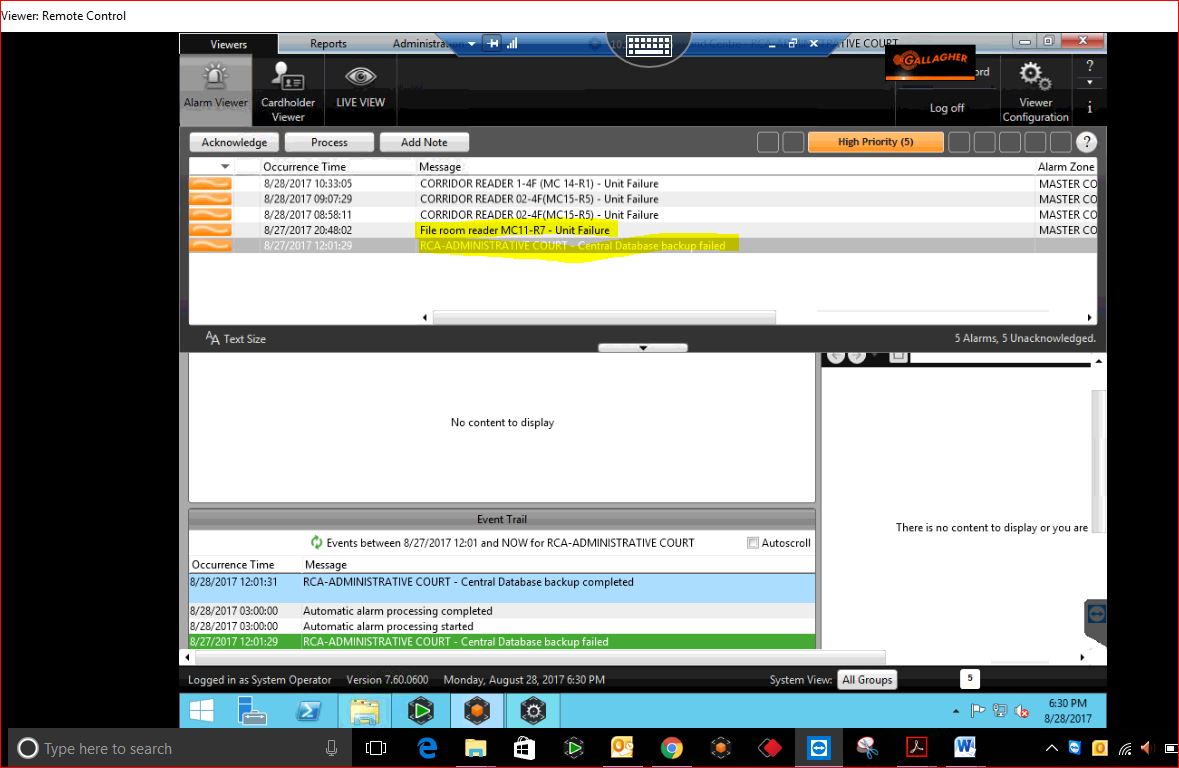 Viewer: Remote Control
Viewers Reports Administra
IVE COURT
GALLAGHER
ord
Alarm Viewer
Cardholder Viewer
LIVE VIEW
Log off
Viewer Configuration
?
i
Acknowledge Process Add Note High Priority (5) ?
Occurrence Time Message Alarm Zone
8/28/2017 10:33:05 CORRIDOR READER 1-4F (MC 14-R1) - Unit Failure MASTER CO
8/28/2017 09:07:29 CORRIDOR READER 02-4F(MC15-R5) - Unit Failure MASTER CO
8/28/2017 08:58:11 CORRIDOR READER 02-4F(MC15-R5) - Unit Failure MASTER CO
8/27/2017 20:48:02 File room reader MC11-R7 - Unit Failure MASTER CO
8/27/2017 12:01:29 RCA-ADMINISTRATIVE COURT - Central Database backup failed
AA Text Size 5 Alarms, 5 Unacknowledged.
No content to display
There is no content to display or you are
Event Trail
Events between 8/27/2017 12:01 and NOW for RCA-ADMINISTRATIVE COURT Autoscroll
Occurrence Time Message
8/28/2017 12:01:31 RCA-ADMINISTRATIVE COURT - Central Database backup completed
8/28/2017 03:00:00 Automatic alarm processing completed
8/28/2017 03:00:00 Automatic alarm processing started
8/27/2017 12:01:29 RCA-ADMINISTRATIVE COURT - Central Database backup failed
Logged in as System Operator Version 7.60.0600 Monday, August 28, 2017 6:30 PM System View: All Groups 5
6:30 PM
8/28/2017
Type here to search